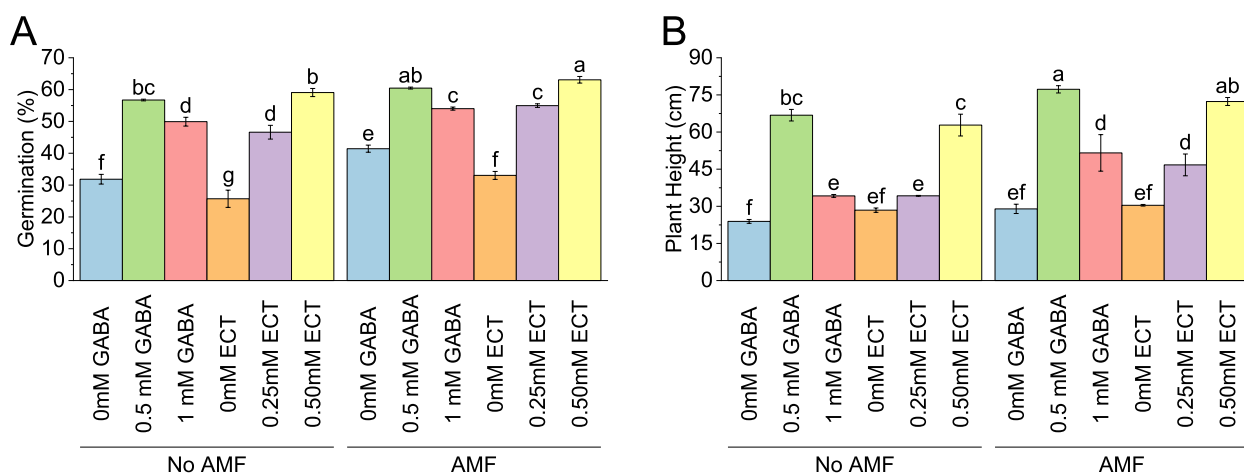 A
B
Germination (%)
70
60
50
40
30
20
10
0
f
bc
d
g
d
b
e
ab
c
f
c
a
0mM GABA
0.5 mM GABA
1 mM GABA
0mM ECT
0.25mM ECT
0.50mM ECT
0mM GABA
0.5 mM GABA
1 mM GABA
0mM ECT
0.25mM ECT
0.50mM ECT
No AMF
AMF
Plant Height (cm)
90
75
60
45
30
15
0
f
bc
e
ef
e
c
ef
a
d
ef
d
ab
0mM GABA
0.5 mM GABA
1 mM GABA
0mM ECT
0.25mM ECT
0.50mM ECT
0mM GABA
0.5 mM GABA
1 mM GABA
0mM ECT
0.25mM ECT
0.50mM ECT
No AMF
AMF